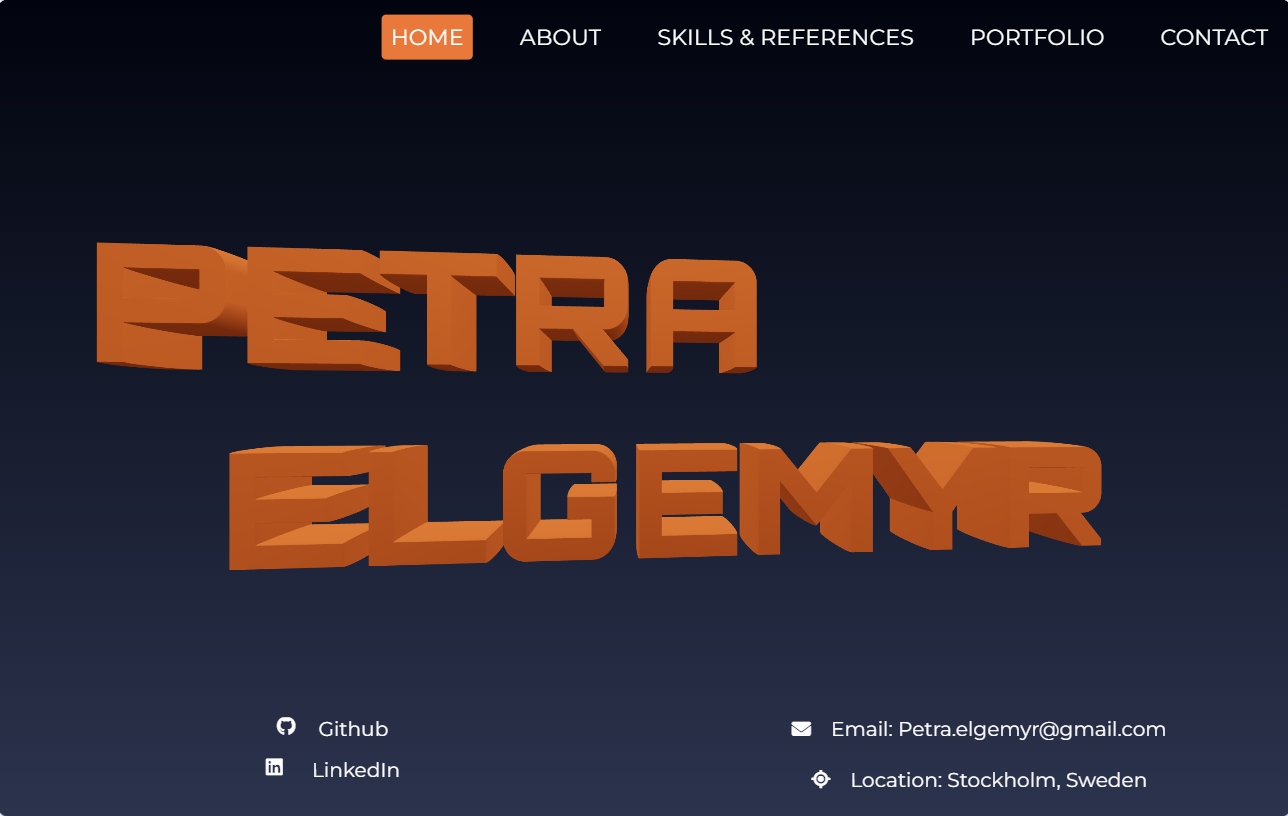 HOME ABOUT SKILLS & REFERENCES PORTFOLIO CONTACT
PETRA
ELGEMYR
Github
LinkedIn
Email: Petra.elgemyr@gmail.com
Location: Stockholm, Sweden